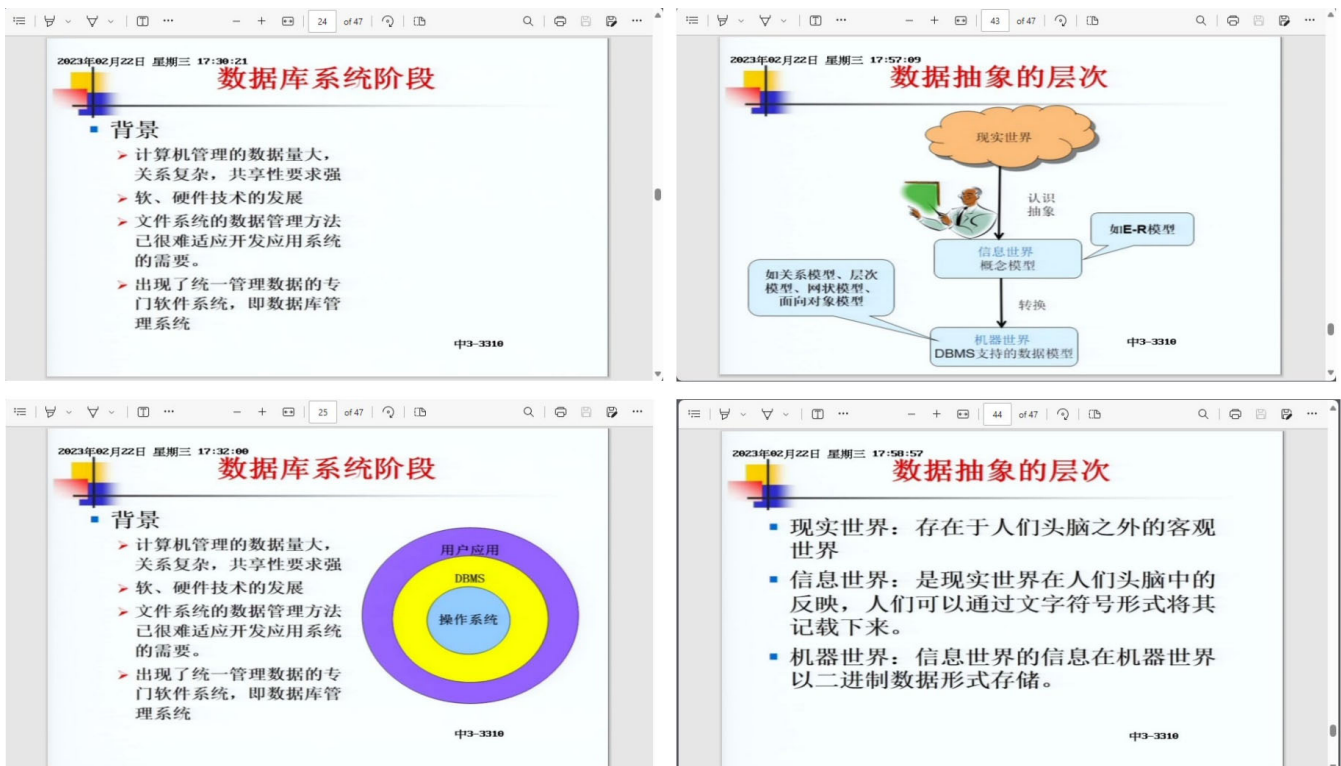 24 of 47
2023年02月22日 星期三 17:30:21
数据库系统阶段
背景
计算机管理的数据量大，
关系复杂，共享性要求强
软、硬件技术的发展
文件系统的数据管理方法
已很难适应开发应用系统
的需要。
出现了统一管理数据的专
门软件系统，即数据库管
理系统
中3-3310
43 of 47
2023年02月22日 星期三 17:57:09
数据抽象的层次
现实世界
认识
抽象
如E-R模型
信息世界
概念模型
如关系模型、层次
模型、网状模型、
面向对象模型
转换
机器世界
DBMS支持的数据模型
中3-3310
25 of 47
2023年02月22日 星期三 17:32:00
数据库系统阶段
背景
计算机管理的数据量大，
关系复杂，共享性要求强
软、硬件技术的发展
文件系统的数据管理方法
已很难适应开发应用系统
的需要。
出现了统一管理数据的专
门软件系统，即数据库管
理系统
用户应用
DBMS
操作系统
中3-3310
44 of 47
2023年02月22日 星期三 17:58:57
数据抽象的层次
现实世界：存在于人们头脑之外的客观
世界
信息世界：是现实世界在人们头脑中的
反映，人们可以通过文字符号形式将其
记载下来。
机器世界：信息世界的信息在机器世界
以二进制数据形式存储。
中3-3310